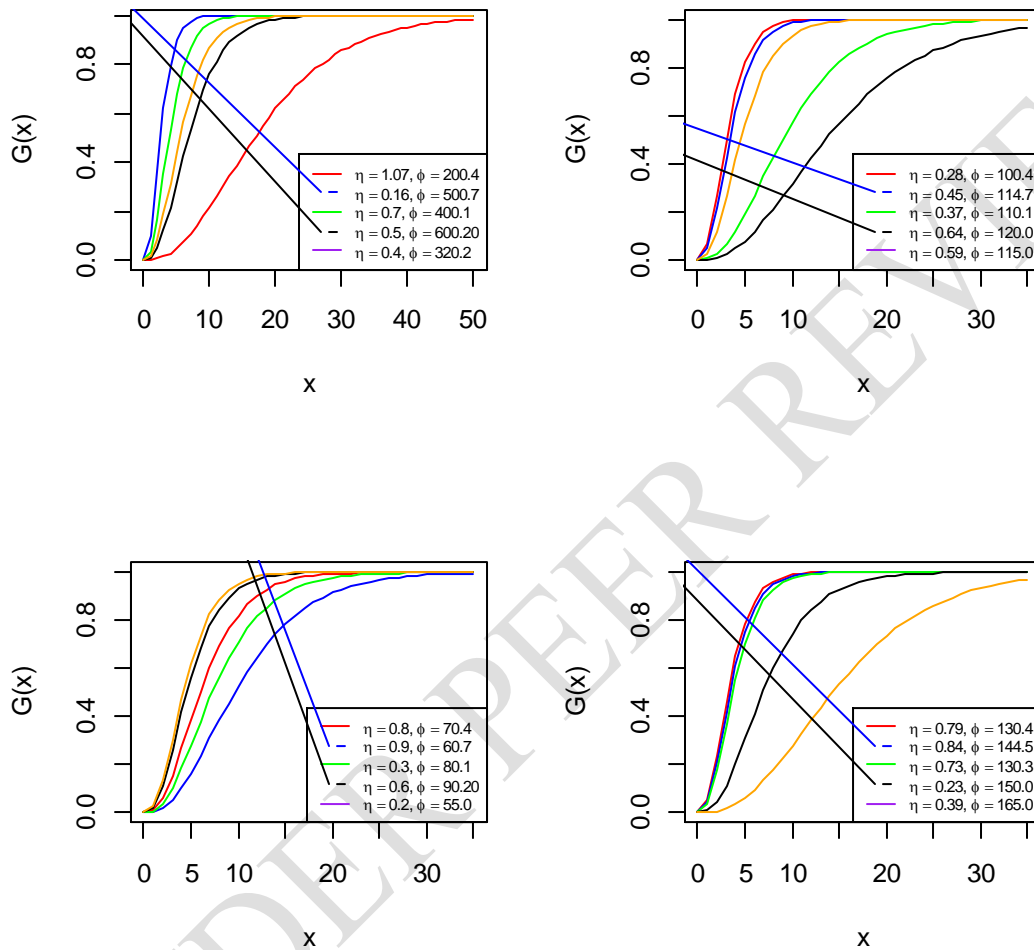 G(x)
0.0 0.4 0.8
η = 1.07, ϕ = 200.4
η = 0.16, ϕ = 500.7
η = 0.7, ϕ = 400.1
η = 0.5, ϕ = 600.20
η = 0.4, ϕ = 320.2
0 10 20 30 40 50
x
G(x)
0.0 0.4 0.8
η = 0.28, ϕ = 100.4
η = 0.45, ϕ = 114.7
η = 0.37, ϕ = 110.1
η = 0.64, ϕ = 120.0
η = 0.59, ϕ = 115.0
0 5 10 20 30
x
G(x)
0.0 0.4 0.8
η = 0.8, ϕ = 70.4
η = 0.9, ϕ = 60.7
η = 0.3, ϕ = 80.1
η = 0.6, ϕ = 90.20
η = 0.2, ϕ = 55.0
0 5 10 20 30
x
G(x)
0.0 0.4 0.8
η = 0.79, ϕ = 130.4
η = 0.84, ϕ = 144.5
η = 0.73, ϕ = 130.3
η = 0.23, ϕ = 150.0
η = 0.39, ϕ = 165.0
0 5 10 20 30
x
PEER